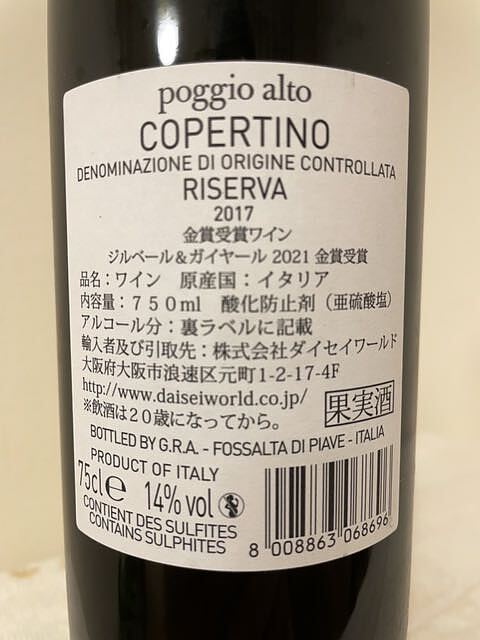 poggio alto
COPERTINO
DENOMINAZIONE DI ORIGINE CONTROLLATA
RISERVA
2017
金賞受賞ワイン
ジルベール&ガイヤール 2021 金賞受賞
品名:ワイン 原産国:イタリア
内容量:750ml 酸化防止剤(亜硫酸塩)
アルコール分:裏ラベルに記載
輸入者及び引取先:株式会社ダイセイワールド
大阪府大阪市浪速区元町1-2-17-4F
http://www.daiseiworld.co.jp/
※飲酒は20歳になってから。
果実酒
BOTTLED BY G.R.A. - FOSSALTA DI PIAVE - ITALIA
PRODUCT OF ITALY
75cl e 14% vol
CONTIENT DES SULFITES
CONTAINS SULPHITES
8 008863 068696